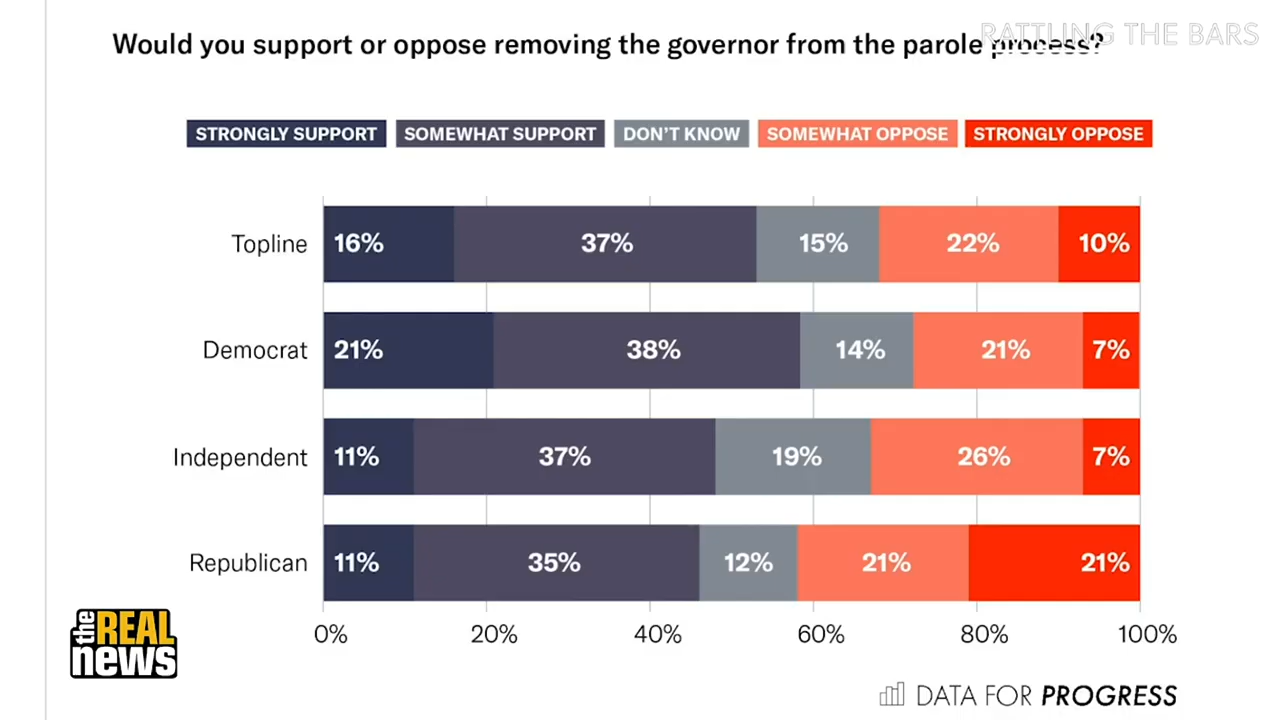 RATTLING THE BARS
Would you support or oppose removing the governor from the parole process?
STRONGLY SUPPORT SOMEWHAT SUPPORT DON'T KNOW SOMEWHAT OPPOSE STRONGLY OPPOSE
Topline 16% 37% 15% 22% 10%
Democrat 21% 38% 14% 21% 7%
Independent 11% 37% 19% 26% 7%
Republican 11% 35% 12% 21% 21%
0% 20% 40% 60% 80% 100%
the REAL
news
DATA FOR PROGRESS